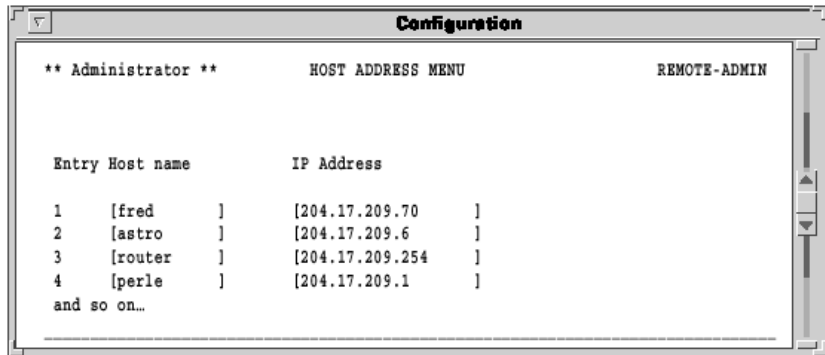 Configuration
** Administrator ** HOST ADDRESS MENU REMOTE-ADMIN
Entry Host name IP Address
1 [fred ] [204.17.209.70 ]
2 [astro ] [204.17.209.6 ]
3 [router ] [204.17.209.254 ]
4 [perle ] [204.17.209.1 ]
and so on…